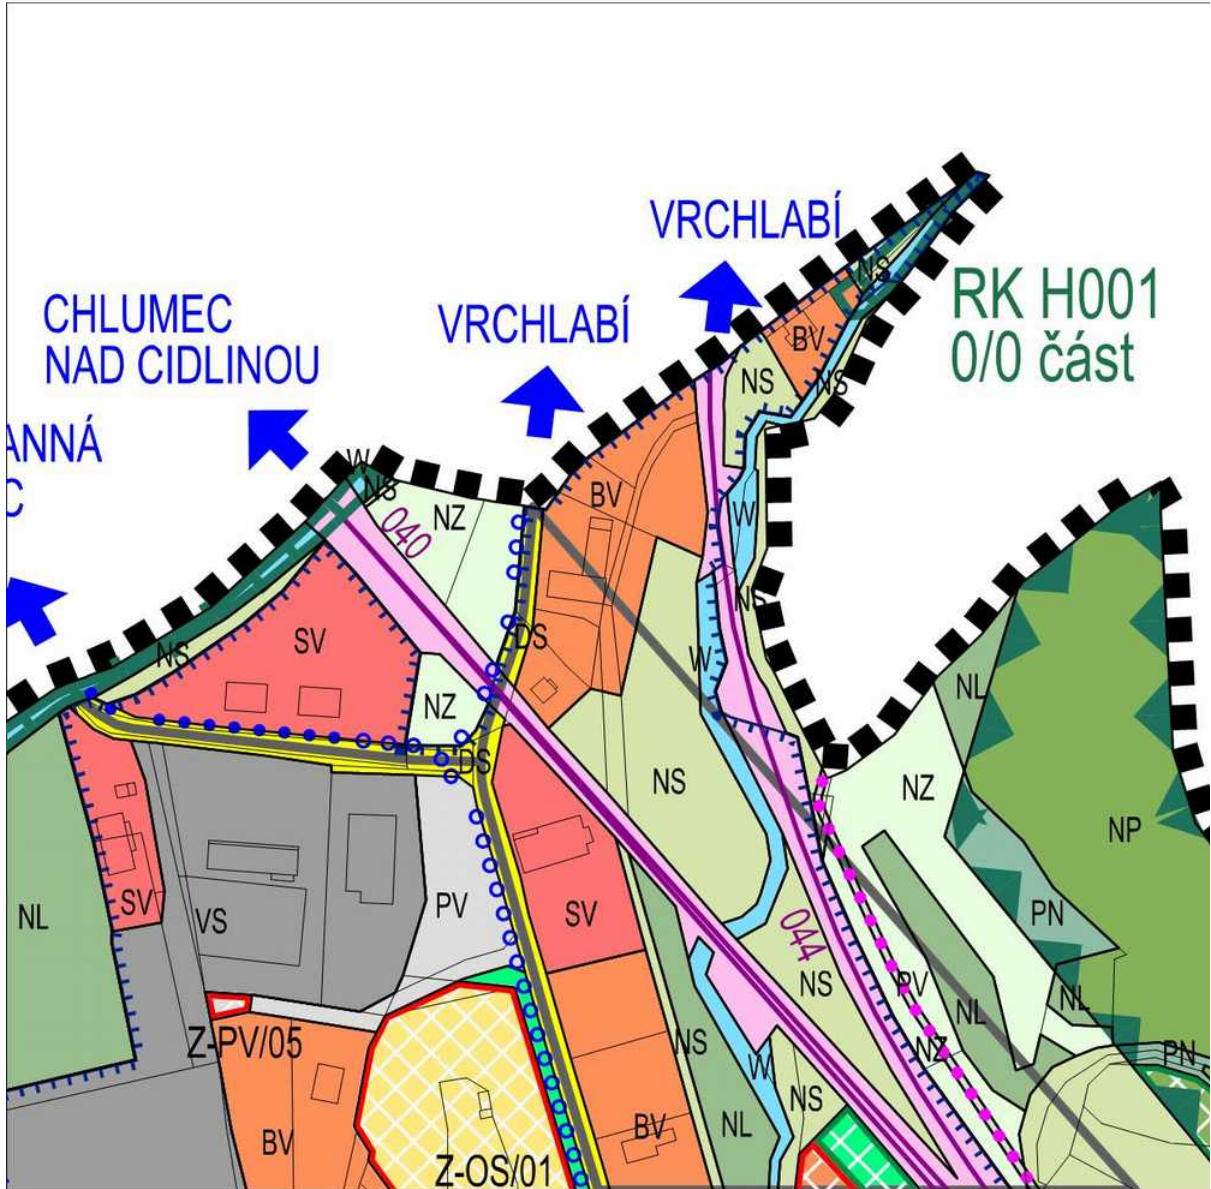 VRCHLABÍ
NS
RK H001
0/0 část
CHLUMEC
NAD CIDLINOU
VRCHLABÍ
BV
NS
NS
ANNÁ
C
W
NS
NZ
040
BV
W
NS
DS
SV
NS
W
NL
NZ
DS
NS
NZ
NP
SV
NL
VS
PV
SV
044
PN
NS
PV
NL
NL
Z-PV/05
NS
NZ
W
PN
NS
BV
BV
NL
Z-OS/01